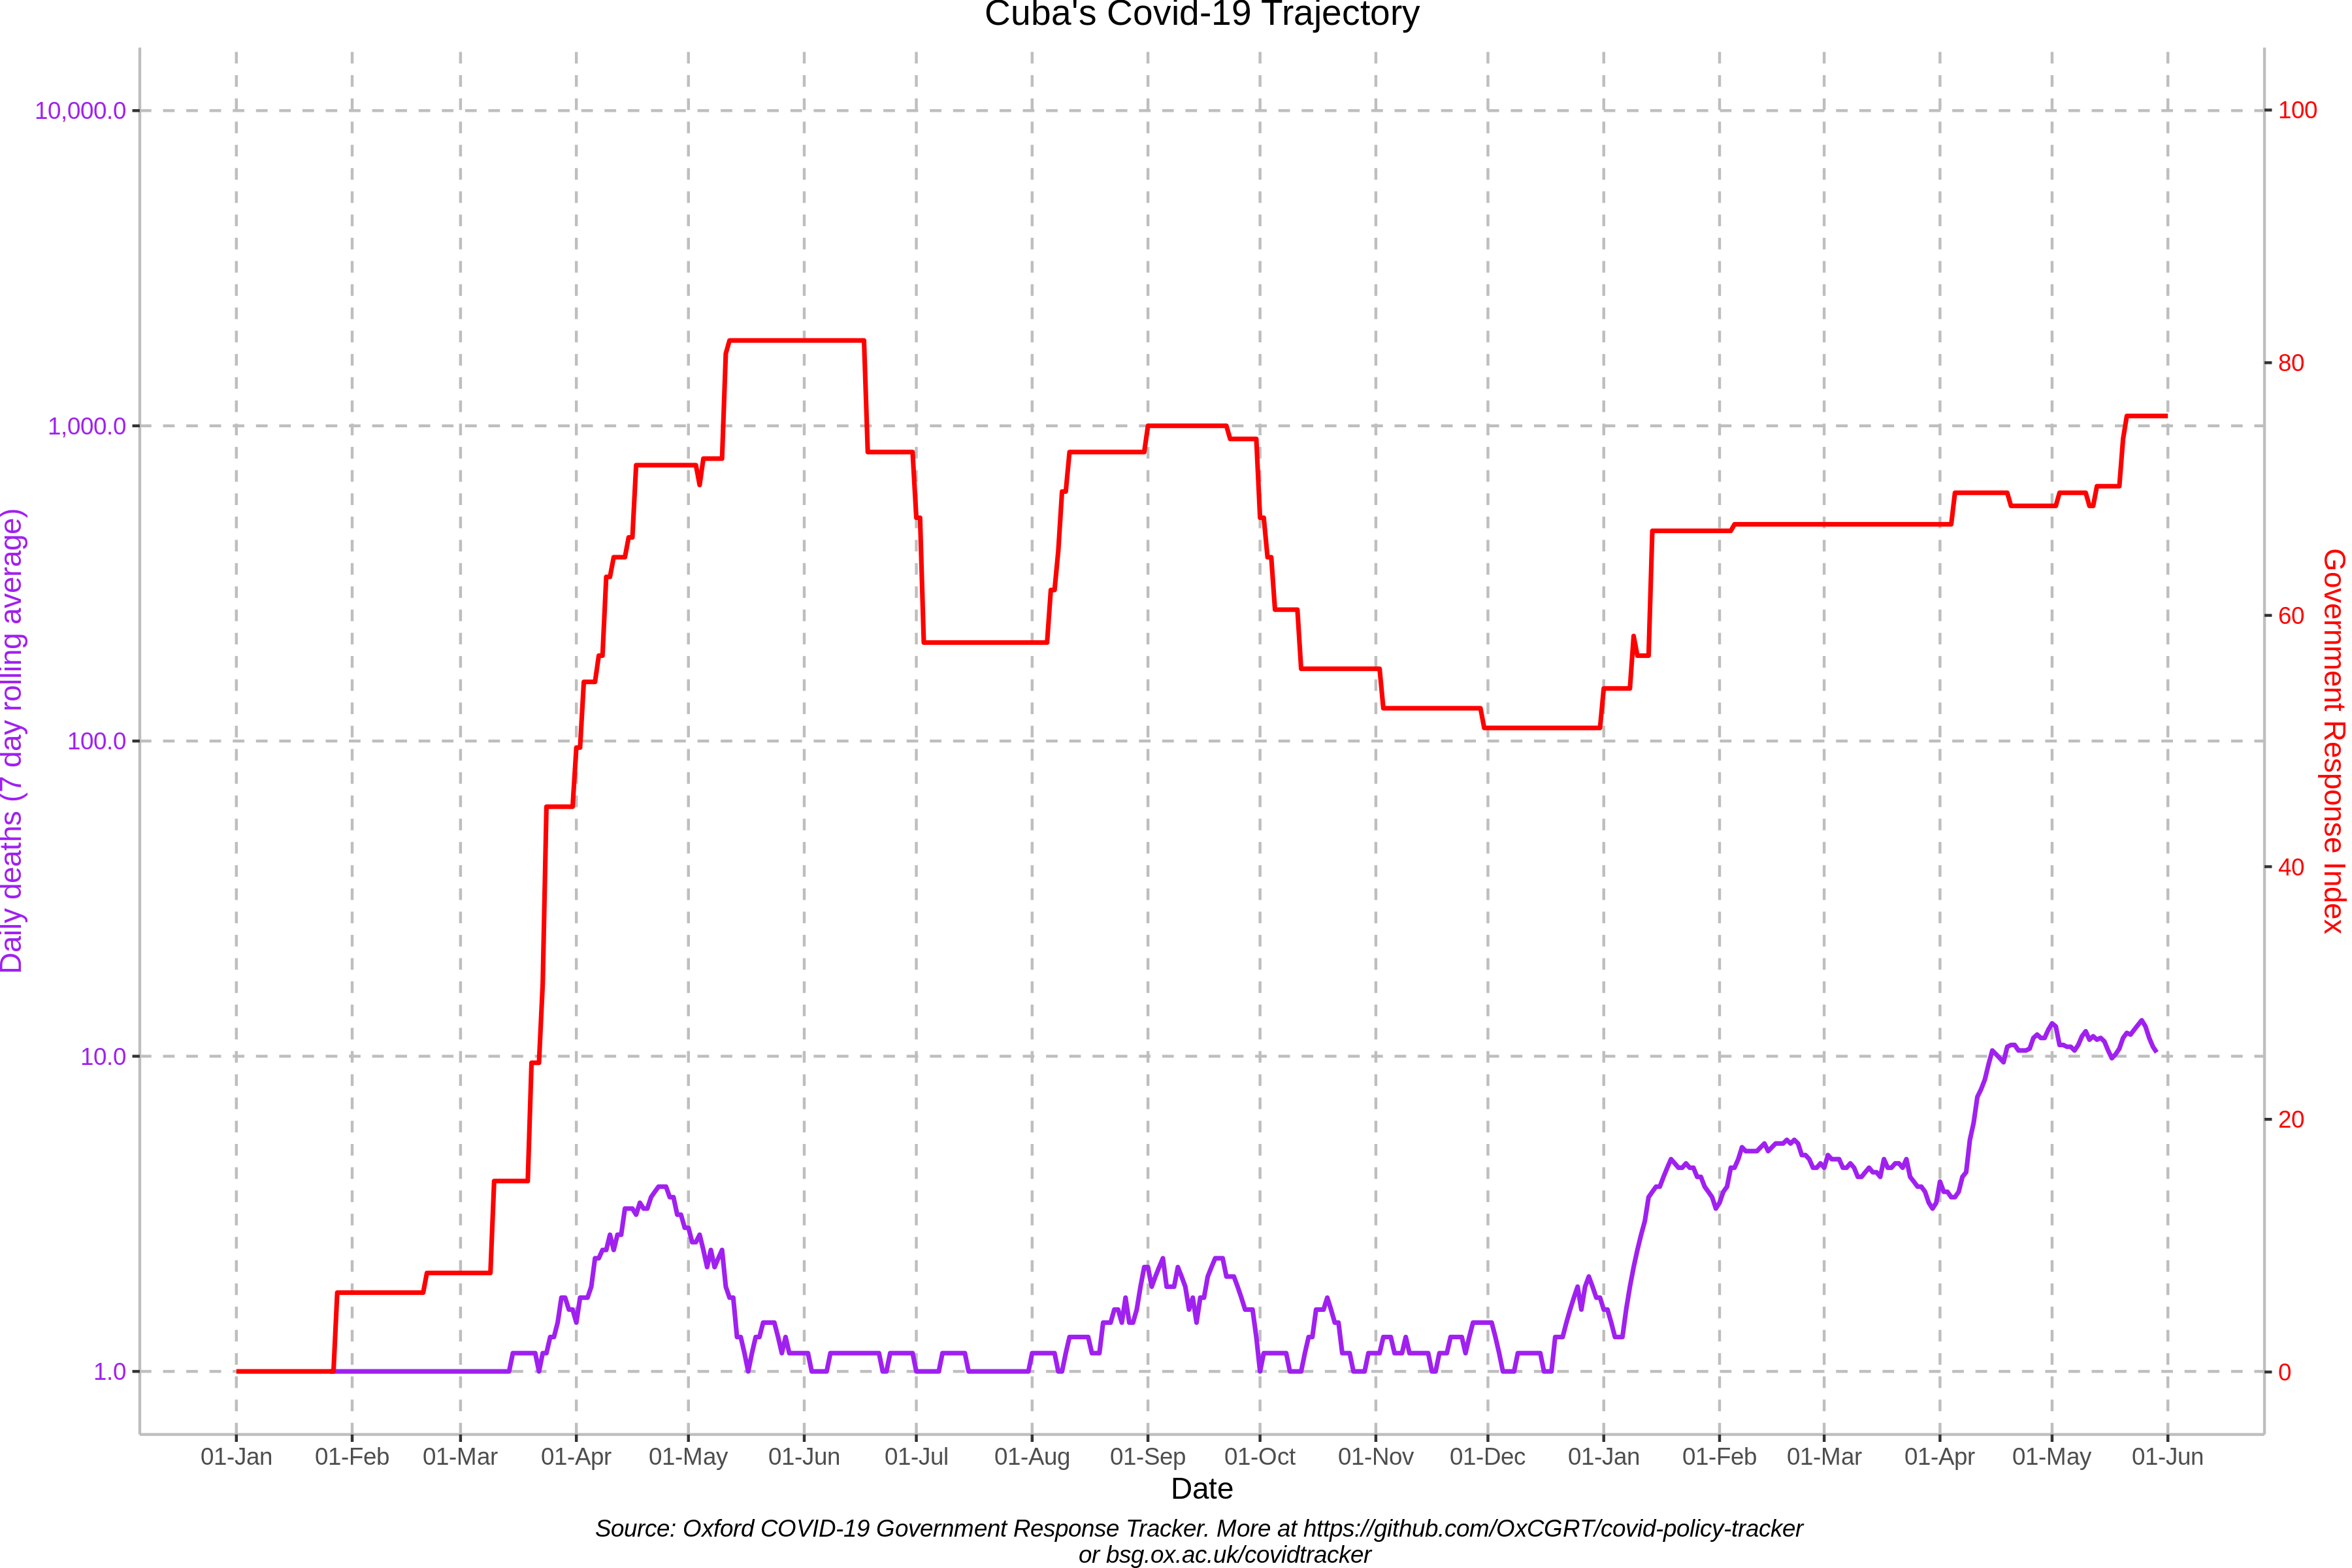 Cuba's Covid-19 Trajectory
10,000.0
1,000.0
100.0
10.0
1.0
Daily deaths (7 day rolling average)
100
80
60
40
20
0
Government Response Index
01-Jan 01-Feb 01-Mar 01-Apr 01-May 01-Jun 01-Jul 01-Aug 01-Sep 01-Oct 01-Nov 01-Dec 01-Jan 01-Feb 01-Mar 01-Apr 01-May 01-Jun
Date
Source: Oxford COVID-19 Government Response Tracker. More at https://github.com/OxCGRT/covid-policy-tracker
or bsg.ox.ac.uk/covidtracker